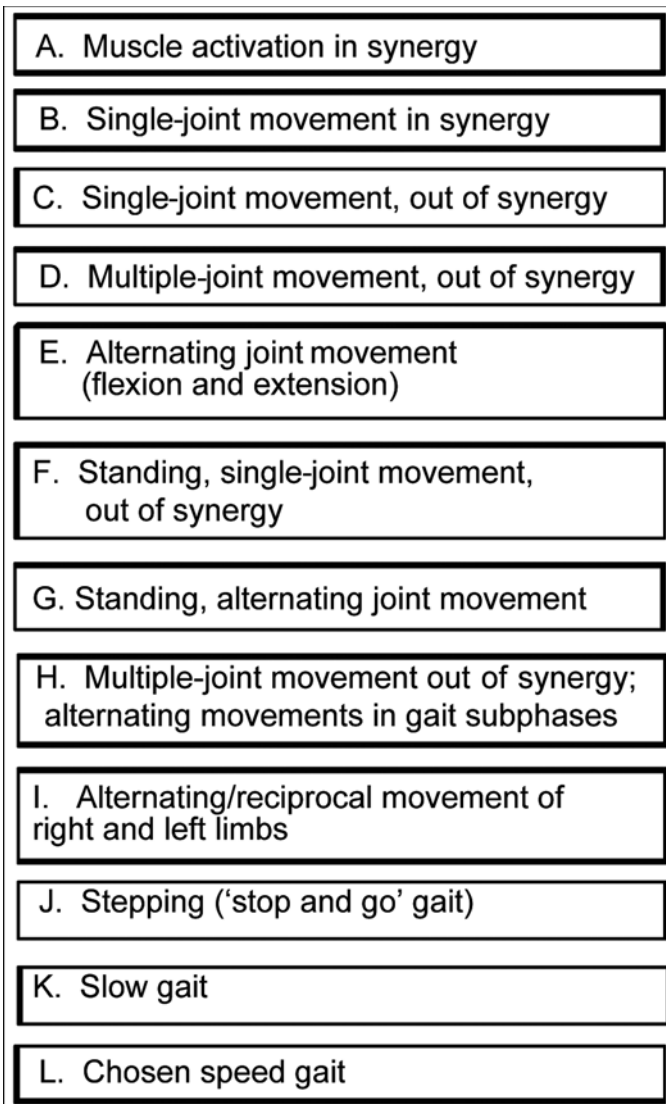 A. Muscle activation in synergy
B. Single-joint movement in synergy
C. Single-joint movement, out of synergy
D. Multiple-joint movement, out of synergy
E. Alternating joint movement
(flexion and extension)
F. Standing, single-joint movement,
out of synergy
G. Standing, alternating joint movement
H. Multiple-joint movement out of synergy;
alternating movements in gait subphases
I. Alternating/reciprocal movement of
right and left limbs
J. Stepping (‘stop and go’ gait)
K. Slow gait
L. Chosen speed gait